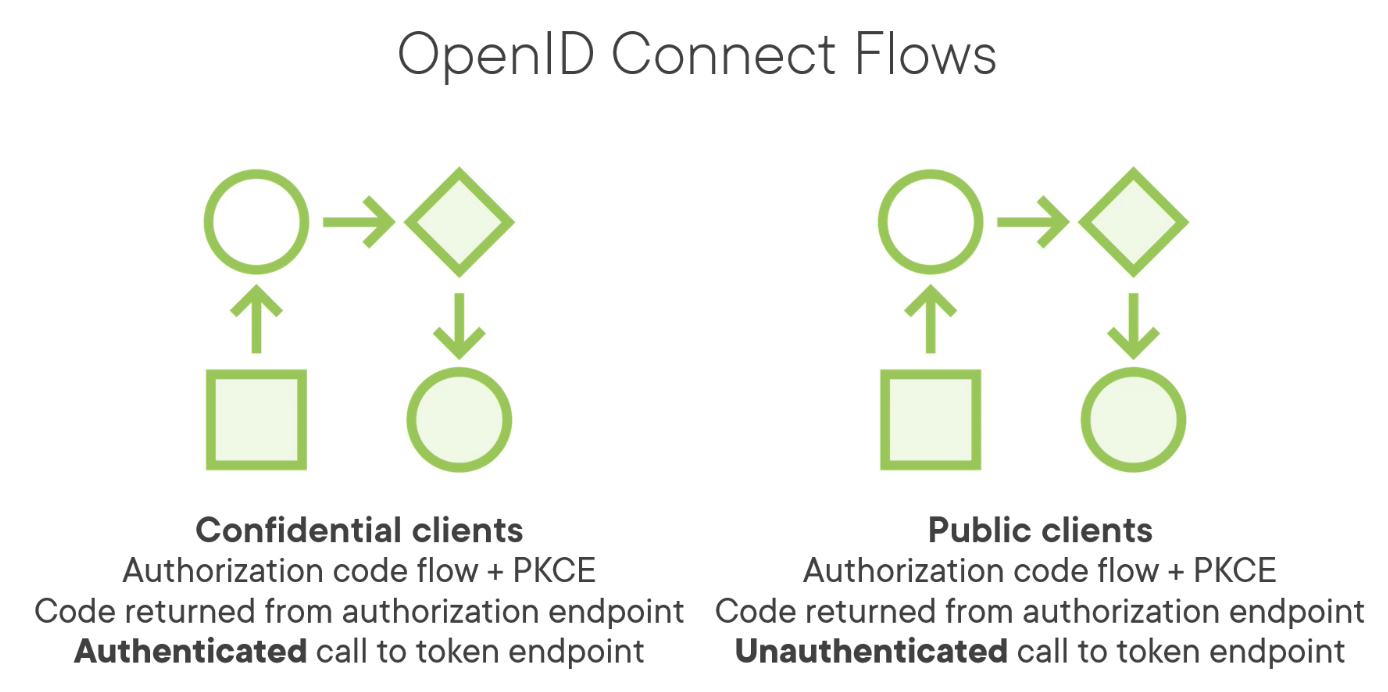 OpenID Connect Flows
Confidential clients
Authorization code flow + PKCE
Code returned from authorization endpoint
Authenticated call to token endpoint
Public clients
Authorization code flow + PKCE
Code returned from authorization endpoint
Unauthenticated call to token endpoint